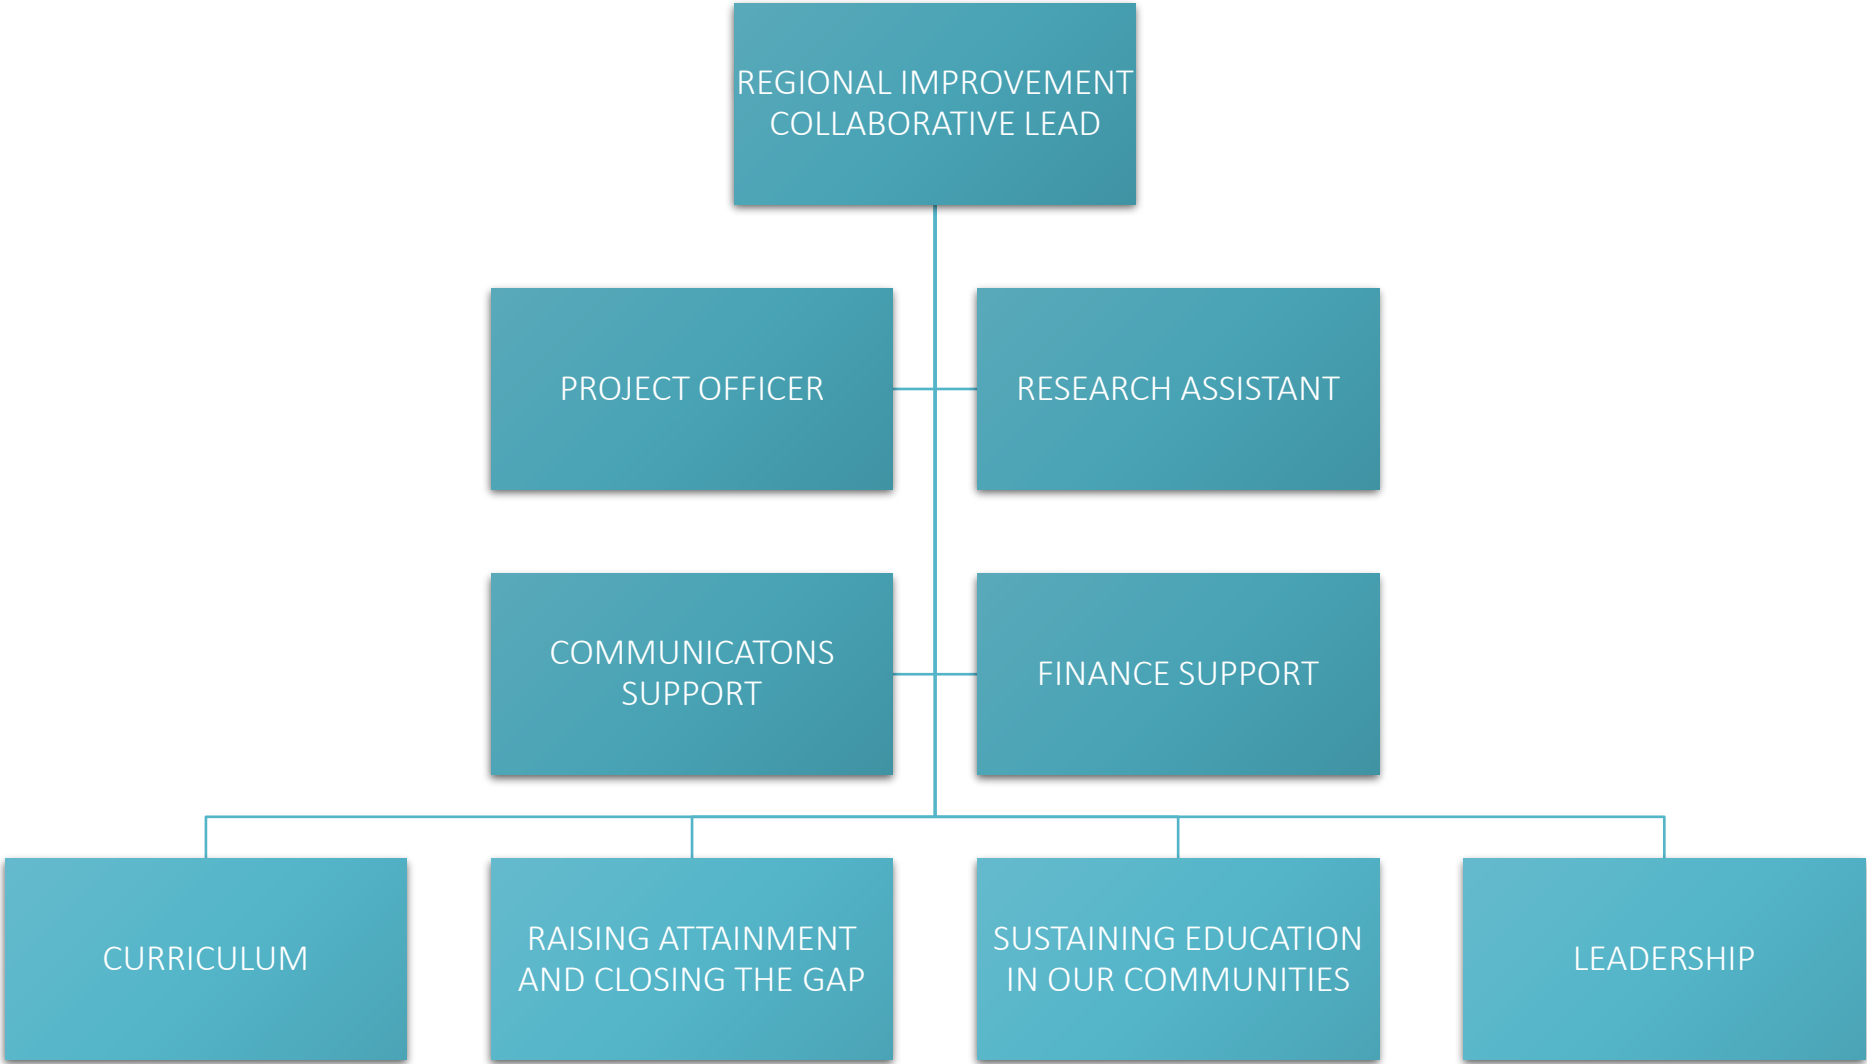 REGIONAL IMPROVEMENT
COLLABORATIVE LEAD
PROJECT OFFICER
RESEARCH ASSISTANT
COMMUNICATONS
SUPPORT
FINANCE SUPPORT
CURRICULUM
RAISING ATTAINMENT
AND CLOSING THE GAP
SUSTAINING EDUCATION
IN OUR COMMUNITIES
LEADERSHIP